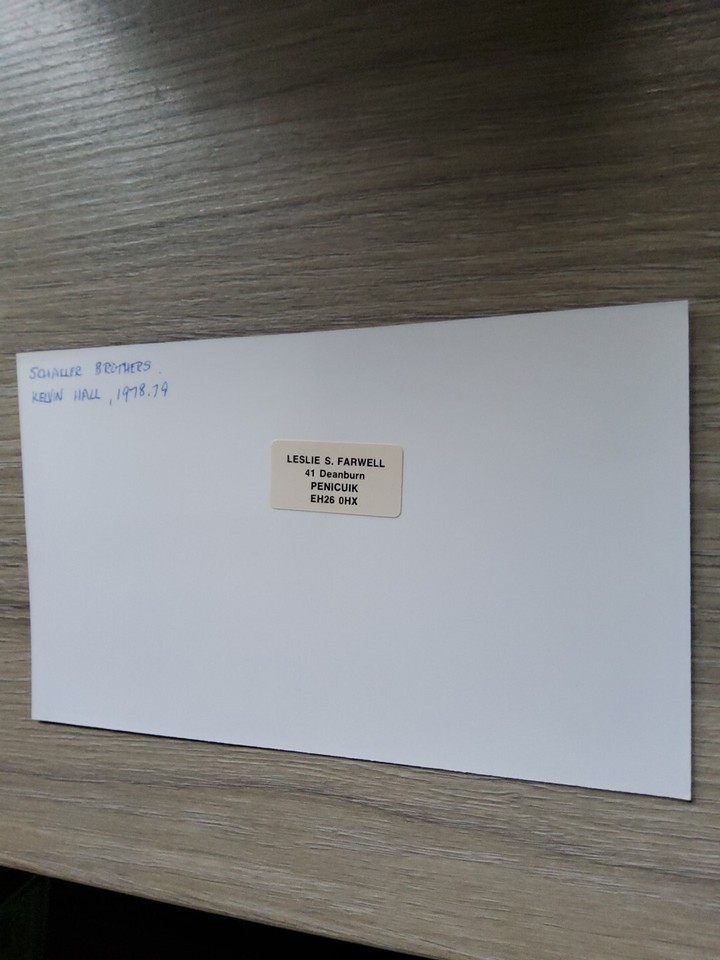 SCHALLER BROTHERS.
KELVIN HALL, 1978.79
LESLIE S. FARWELL
41 Deanburn
PENICUIK
EH26 0HX